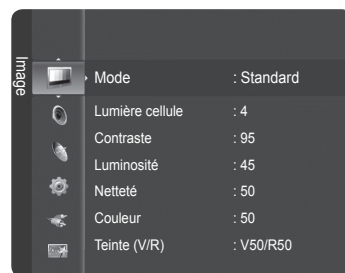 Image
Mode : Standard
Lumière cellule : 4
Contraste : 95
Luminosité : 45
Netteté : 50
Couleur : 50
Teinte (V/R) : V50/R50